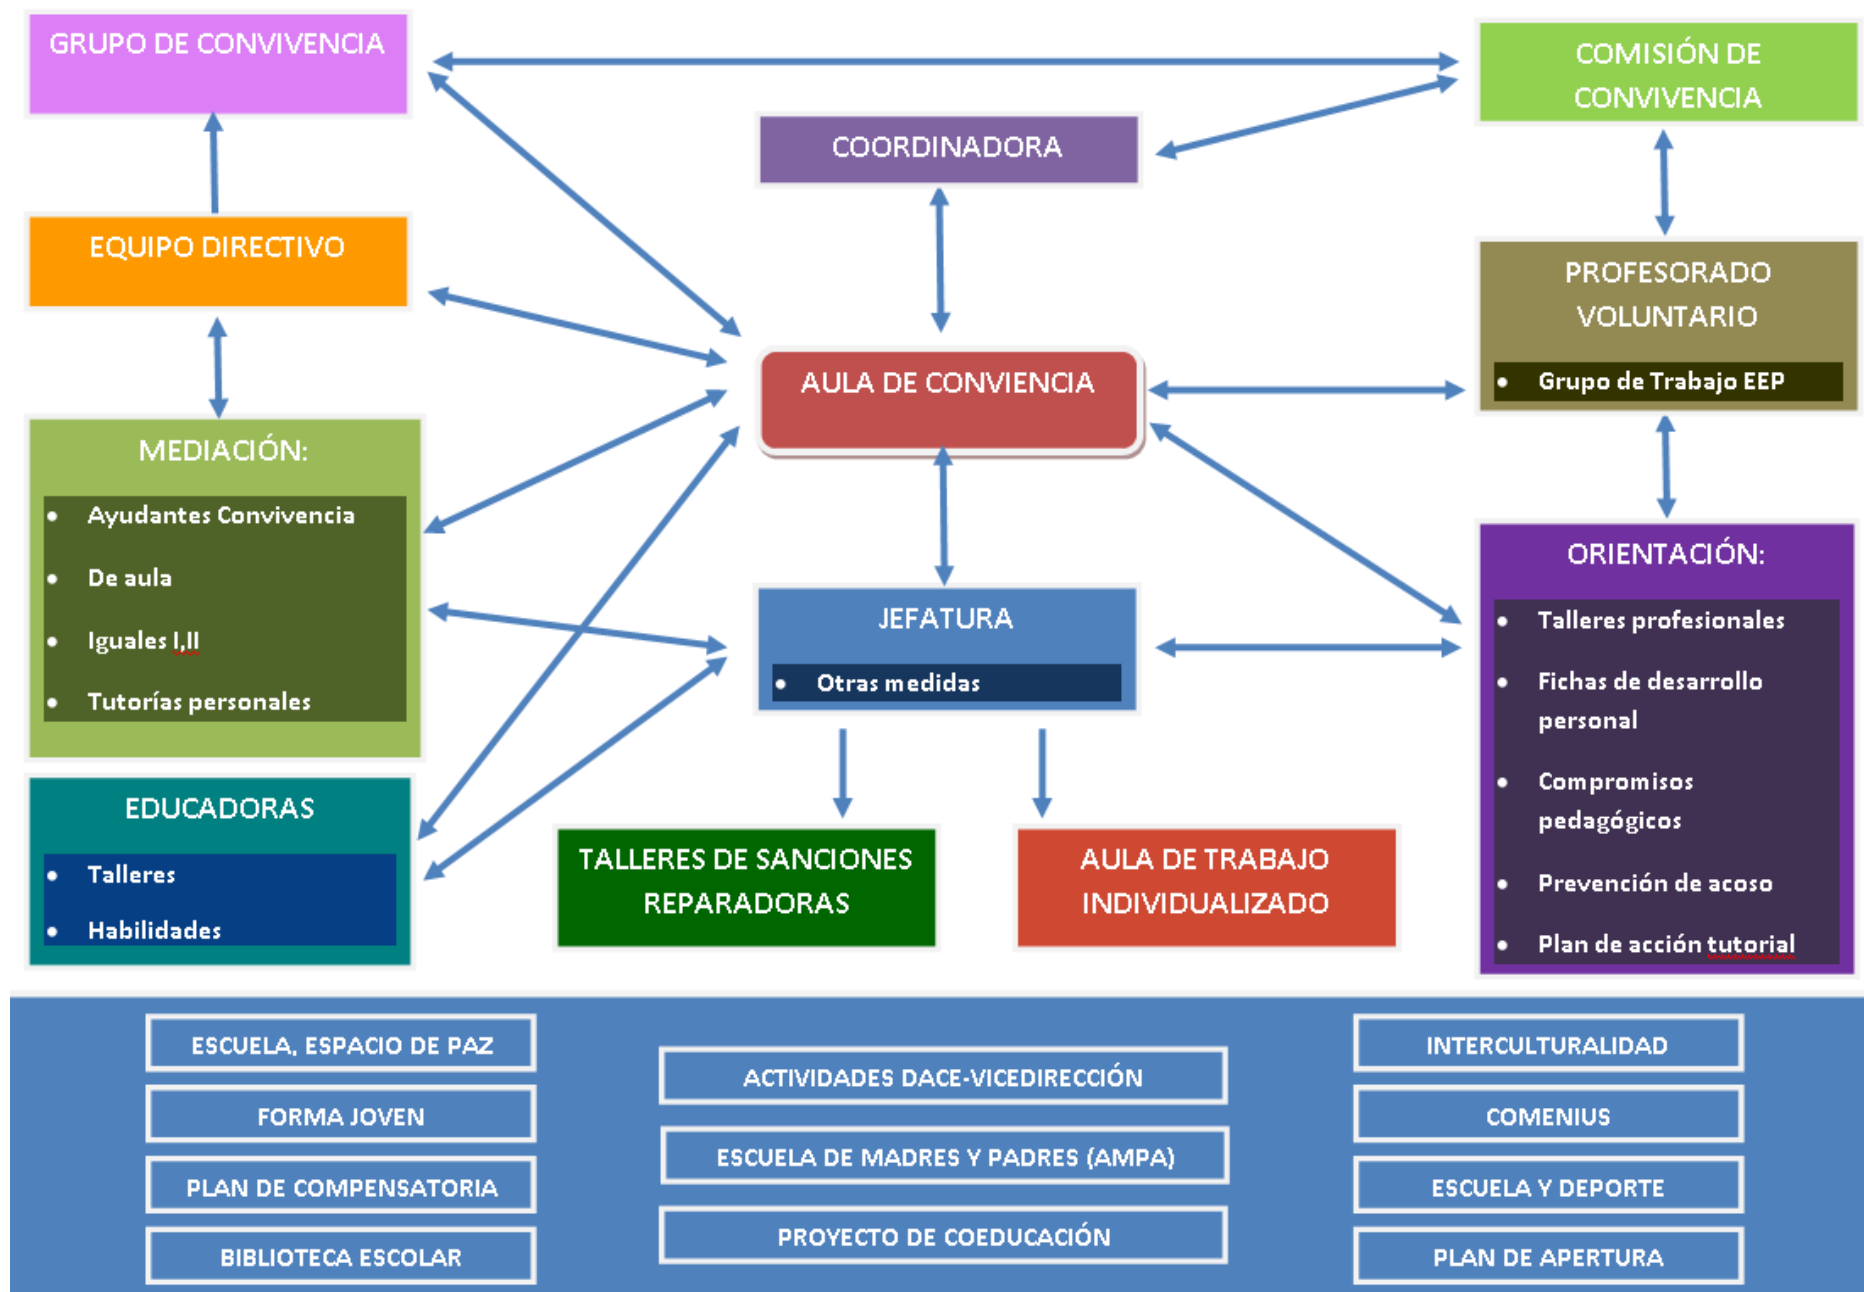 GRUPO DE CONVIVENCIA
COMISIÓN DE
CONVIVENCIA
COORDINADORA
EQUIPO DIRECTIVO
PROFESORADO
VOLUNTARIO
• Grupo de Trabajo EEP
AULA DE CONVIENCIA
MEDIACIÓN:
• Ayudantes Convivencia
• De aula
• Iguales I,II
• Tutorías personales
JEFATURA
• Otras medidas
ORIENTACIÓN:
• Talleres profesionales
• Fichas de desarrollo
personal
• Compromisos
pedagógicos
• Prevención de acoso
• Plan de acción tutorial
EDUCADORAS
• Talleres
• Habilidades
TALLERES DE SANCIONES
REPARADORAS
AULA DE TRABAJO
INDIVIDUALIZADO
ESCUELA, ESPACIO DE PAZ
FORMA JOVEN
PLAN DE COMPENSATORIA
BIBLIOTECA ESCOLAR
ACTIVIDADES DACE-VICEDIRECCIÓN
ESCUELA DE MADRES Y PADRES (AMPA)
PROYECTO DE COEDUCACIÓN
INTERCULTURALIDAD
COMENIUS
ESCUELA Y DEPORTE
PLAN DE APERTURA